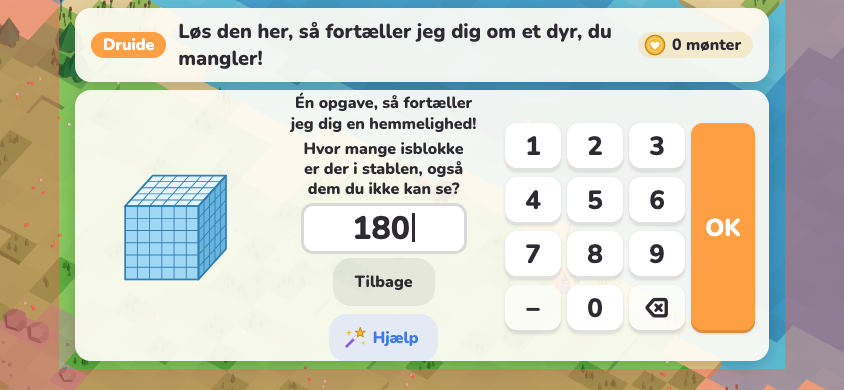 Druide
Løs den her, så fortæller jeg dig om et dyr, du
mangler!
0 mønter
Én opgave, så fortæller
jeg dig en hemmelighed!
Hvor mange isblokke
er der i stablen, også
dem du ikke kan se?
180
Tilbage
Hjælp
1 2 3
4 5 6
7 8 9
– 0
OK